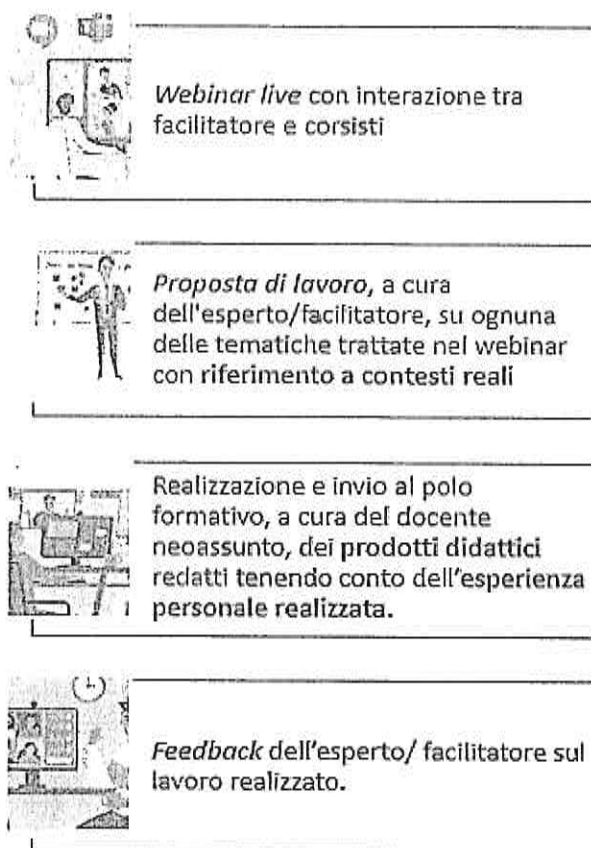 Webinar live con interazione tra
facilitatore e corsisti
Proposta di lavoro, a cura
dell'esperto/facilitatore, su ognuna
delle tematiche trattate nel webinar
con riferimento a contesti reali
Realizzazione e invio al polo
formativo, a cura del docente
neoassunto, dei prodotti didattici
redatti tenendo conto dell'esperienza
personale realizzata.
Feedback dell'esperto/ facilitatore sul
lavoro realizzato.